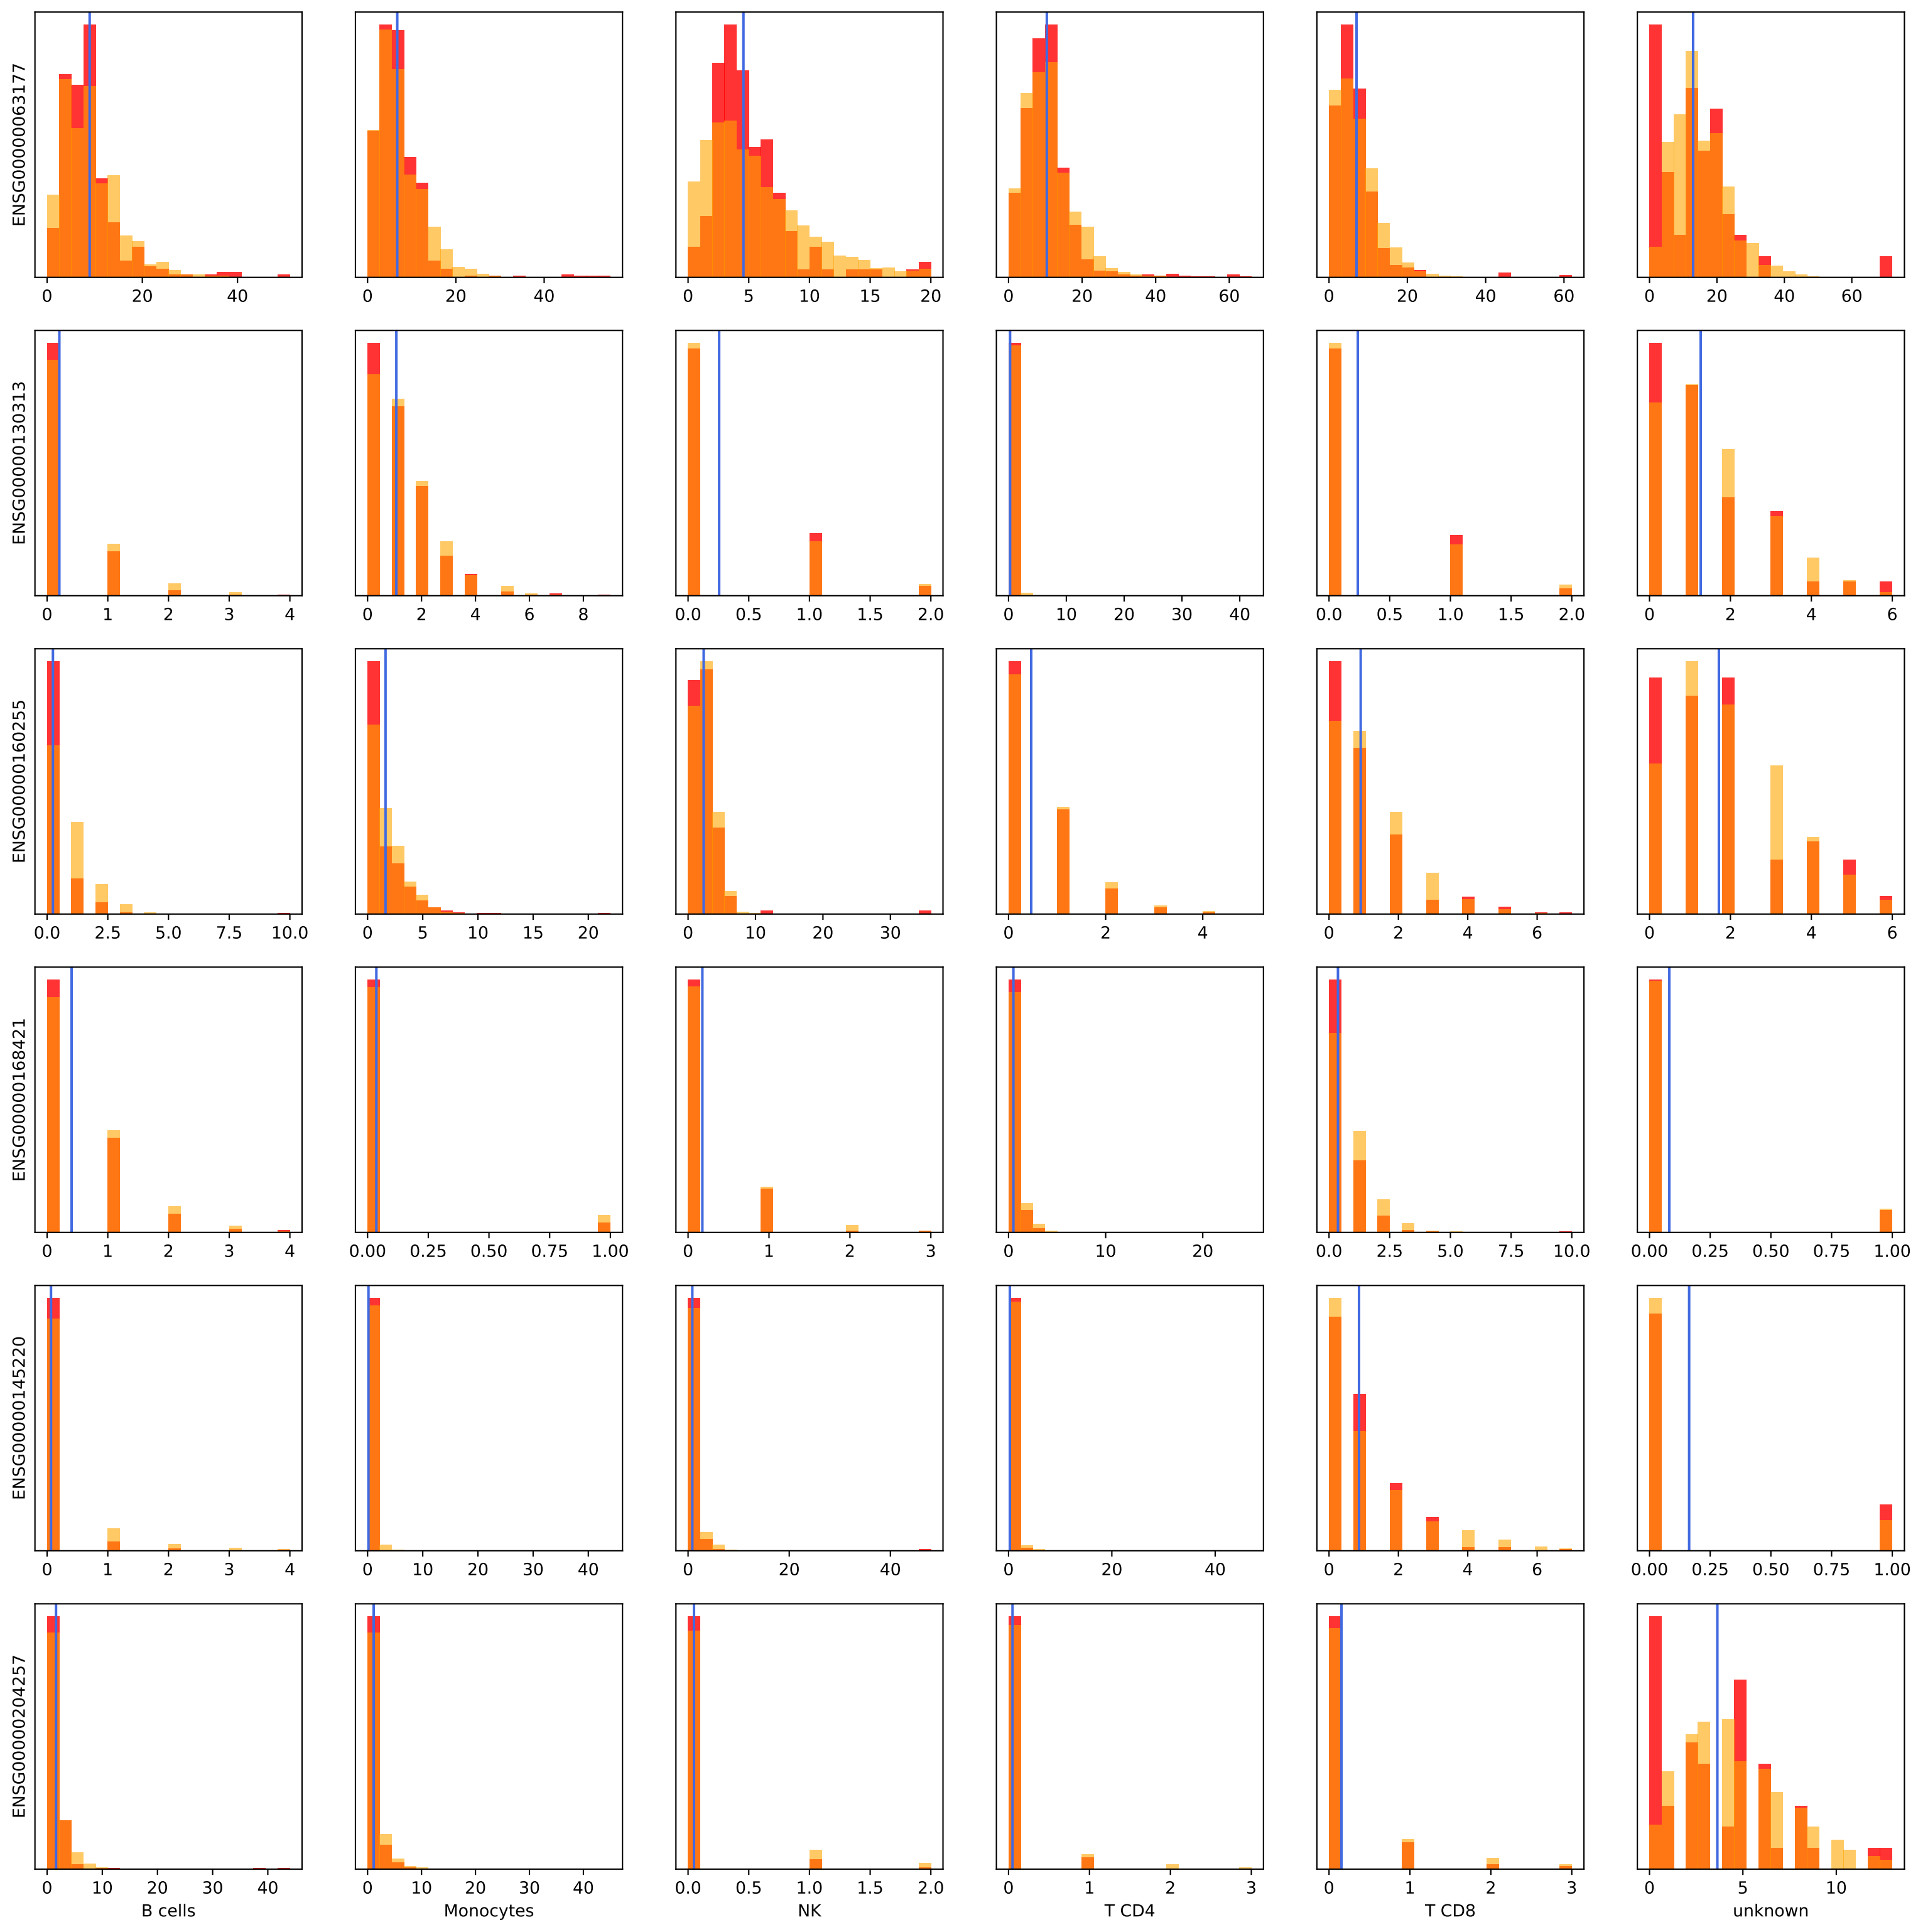 ENSG00000063177
0 20 40
0 20 40
0 5 10 15 20
0 20 40 60
0 20 40 60
0 20 40 60
ENSG00000130313
0 1 2 3 4
0 2 4 6 8
0.0 0.5 1.0 1.5 2.0
0 10 20 30 40
0.0 0.5 1.0 1.5 2.0
0 2 4 6
ENSG00000160255
0.0 2.5 5.0 7.5 10.0
0 5 10 15 20
0 10 20 30
0 2 4
0 2 4 6
0 2 4 6
ENSG00000168421
0 1 2 3 4
0.00 0.25 0.50 0.75 1.00
0 1 2 3
0 10 20
0.0 2.5 5.0 7.5 10.0
0.00 0.25 0.50 0.75 1.00
ENSG00000145220
0 1 2 3 4
0 10 20 30 40
0 20 40
0 20 40
0 2 4 6
0.00 0.25 0.50 0.75 1.00
ENSG00000204257
0 10 20 30 40
B cells
0 10 20 30 40
Monocytes
0.0 0.5 1.0 1.5 2.0
NK
0 1 2 3
T CD4
0 1 2 3
T CD8
0 5 10
unknown